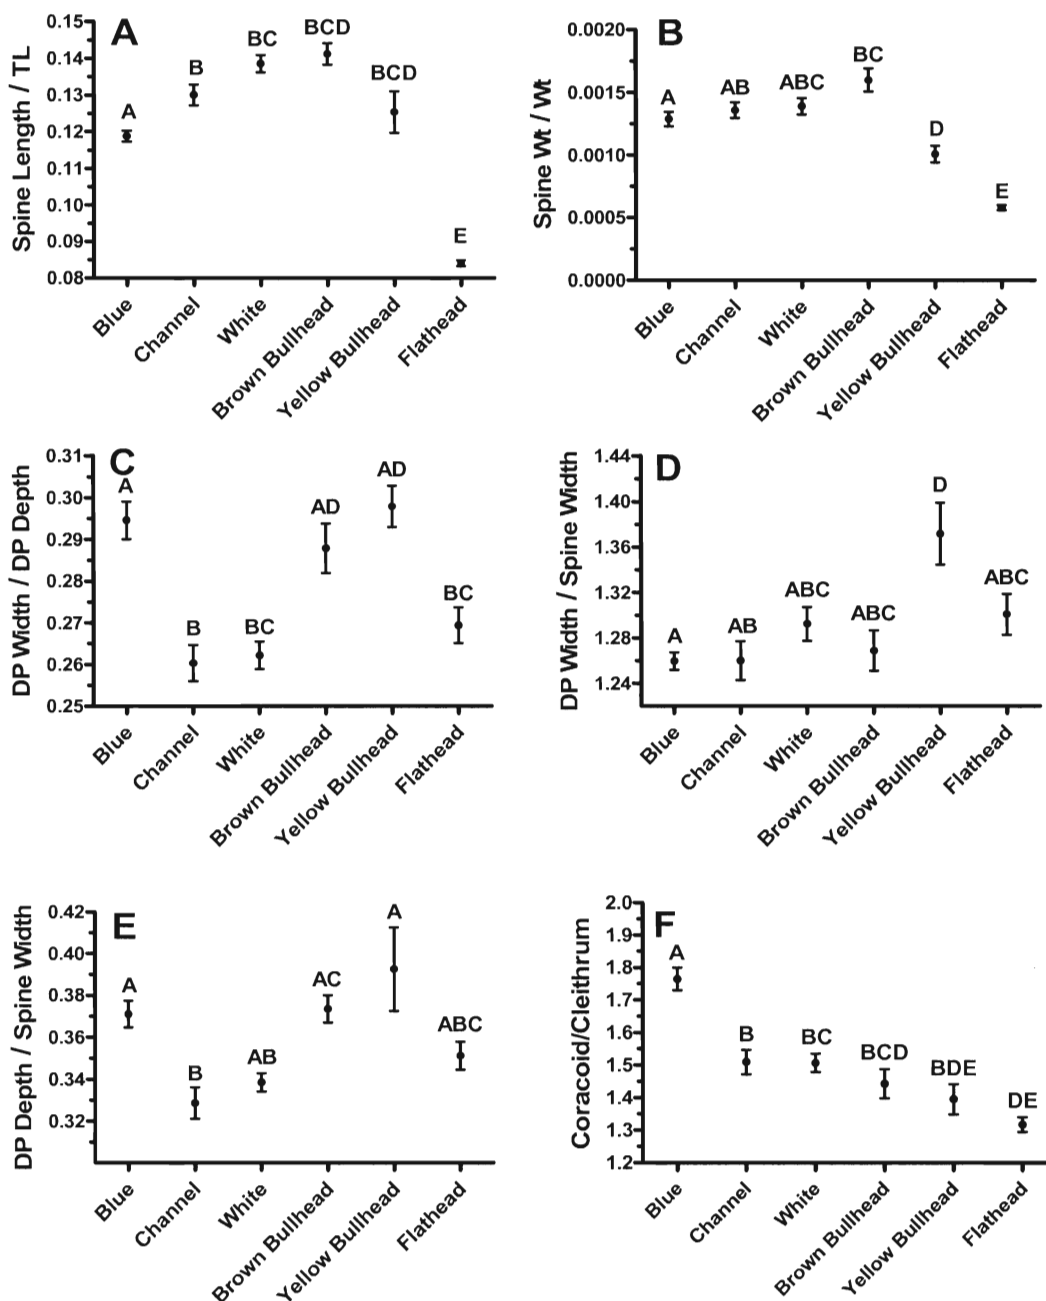 A
Spine Length / TL
0.15
0.14
0.13
0.12
0.11
0.10
0.09
0.08
A
B
BC
BCD
BCD
E
Blue
Channel
White
Brown Bullhead
Yellow Bullhead
Flathead
B
Spine Wt / Wt
0.0020
0.0015
0.0010
0.0005
0.0000
A
AB
ABC
BC
D
E
Blue
Channel
White
Brown Bullhead
Yellow Bullhead
Flathead
C
DP Width / DP Depth
0.31
0.30
0.29
0.28
0.27
0.26
0.25
A
B
BC
AD
AD
BC
Blue
Channel
White
Brown Bullhead
Yellow Bullhead
Flathead
D
DP Width / Spine Width
1.44
1.40
1.36
1.32
1.28
1.24
A
AB
ABC
ABC
D
ABC
Blue
Channel
White
Brown Bullhead
Yellow Bullhead
Flathead
E
DP Depth / Spine Width
0.42
0.40
0.38
0.36
0.34
0.32
A
B
AB
AC
A
ABC
Blue
Channel
White
Brown Bullhead
Yellow Bullhead
Flathead
F
Coracoid/Cleithrum
2.0
1.9
1.8
1.7
1.6
1.5
1.4
1.3
1.2
A
B
BC
BCD
BDE
DE
Blue
Channel
White
Brown Bullhead
Yellow Bullhead
Flathead